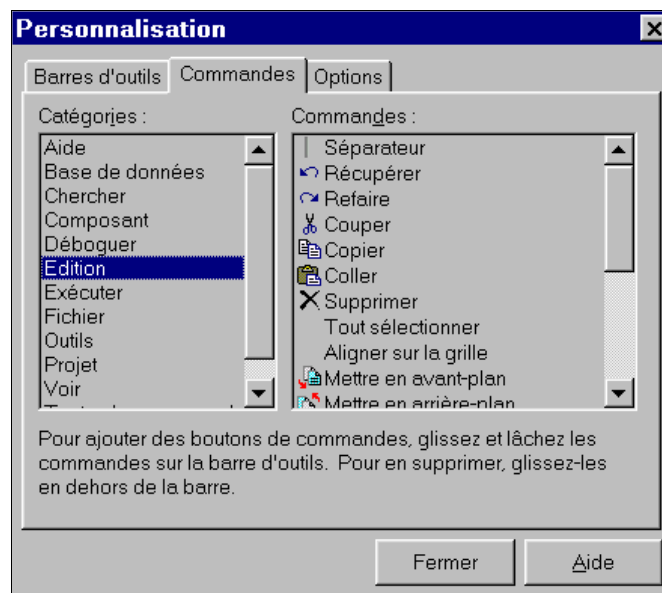 Personnalisation
Barres d'outils Commandes Options
Catégories :
Aide
Base de données
Chercher
Composant
Déboguer
Edition
Exécuter
Fichier
Outils
Projet
Voir
Commandes :
Séparateur
Récupérer
Refaire
Couper
Copier
Coller
Supprimer
Tout sélectionner
Aligner sur la grille
Mettre en avant-plan
Mettre en arrière-plan
Pour ajouter des boutons de commandes, glissez et lâchez les
commandes sur la barre d'outils. Pour en supprimer, glissez-les
en dehors de la barre.
Fermer Aide